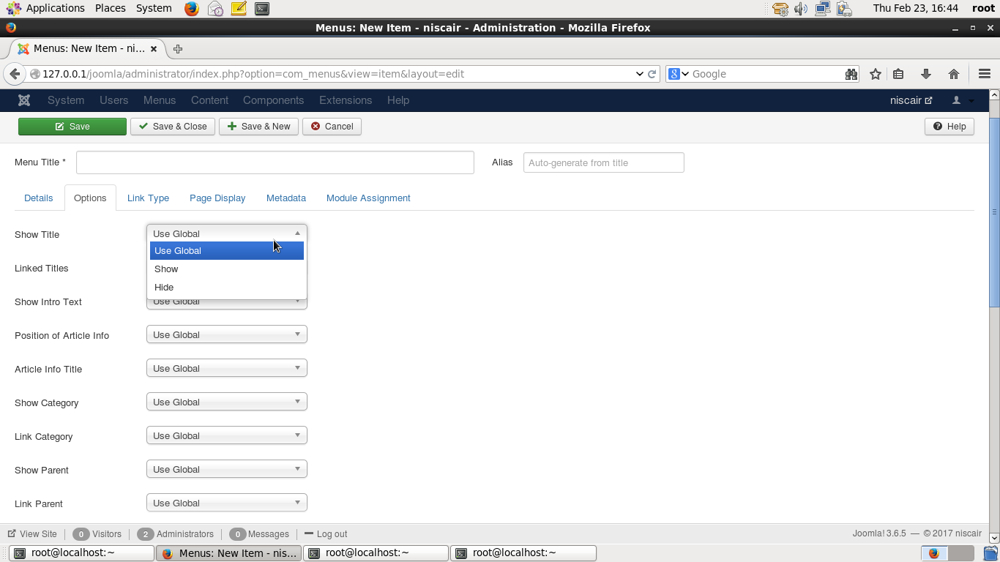 Applications Places System Thu Feb 23, 16:44 root
Menus: New Item - niscair - Administration - Mozilla Firefox
Menus: New Item - ni...
127.0.0.1/joomla/administrator/index.php?option=com_menus&view=item&layout=edit Google
System Users Menus Content Components Extensions Help niscair
Save Save & Close Save & New Cancel Help
Menu Title * Alias Auto-generate from title
Details Options Link Type Page Display Metadata Module Assignment
Show Title Use Global
Use Global
Linked Titles Show
Hide
Show Intro Text Use Global
Position of Article Info Use Global
Article Info Title Use Global
Show Category Use Global
Link Category Use Global
Show Parent Use Global
Link Parent Use Global
View Site 0 Visitors 2 Administrators 0 Messages Log out Joomla! 3.6.5 — © 2017 niscair
root@localhost:~ Menus: New Item - nis... root@localhost:~ root@localhost:~